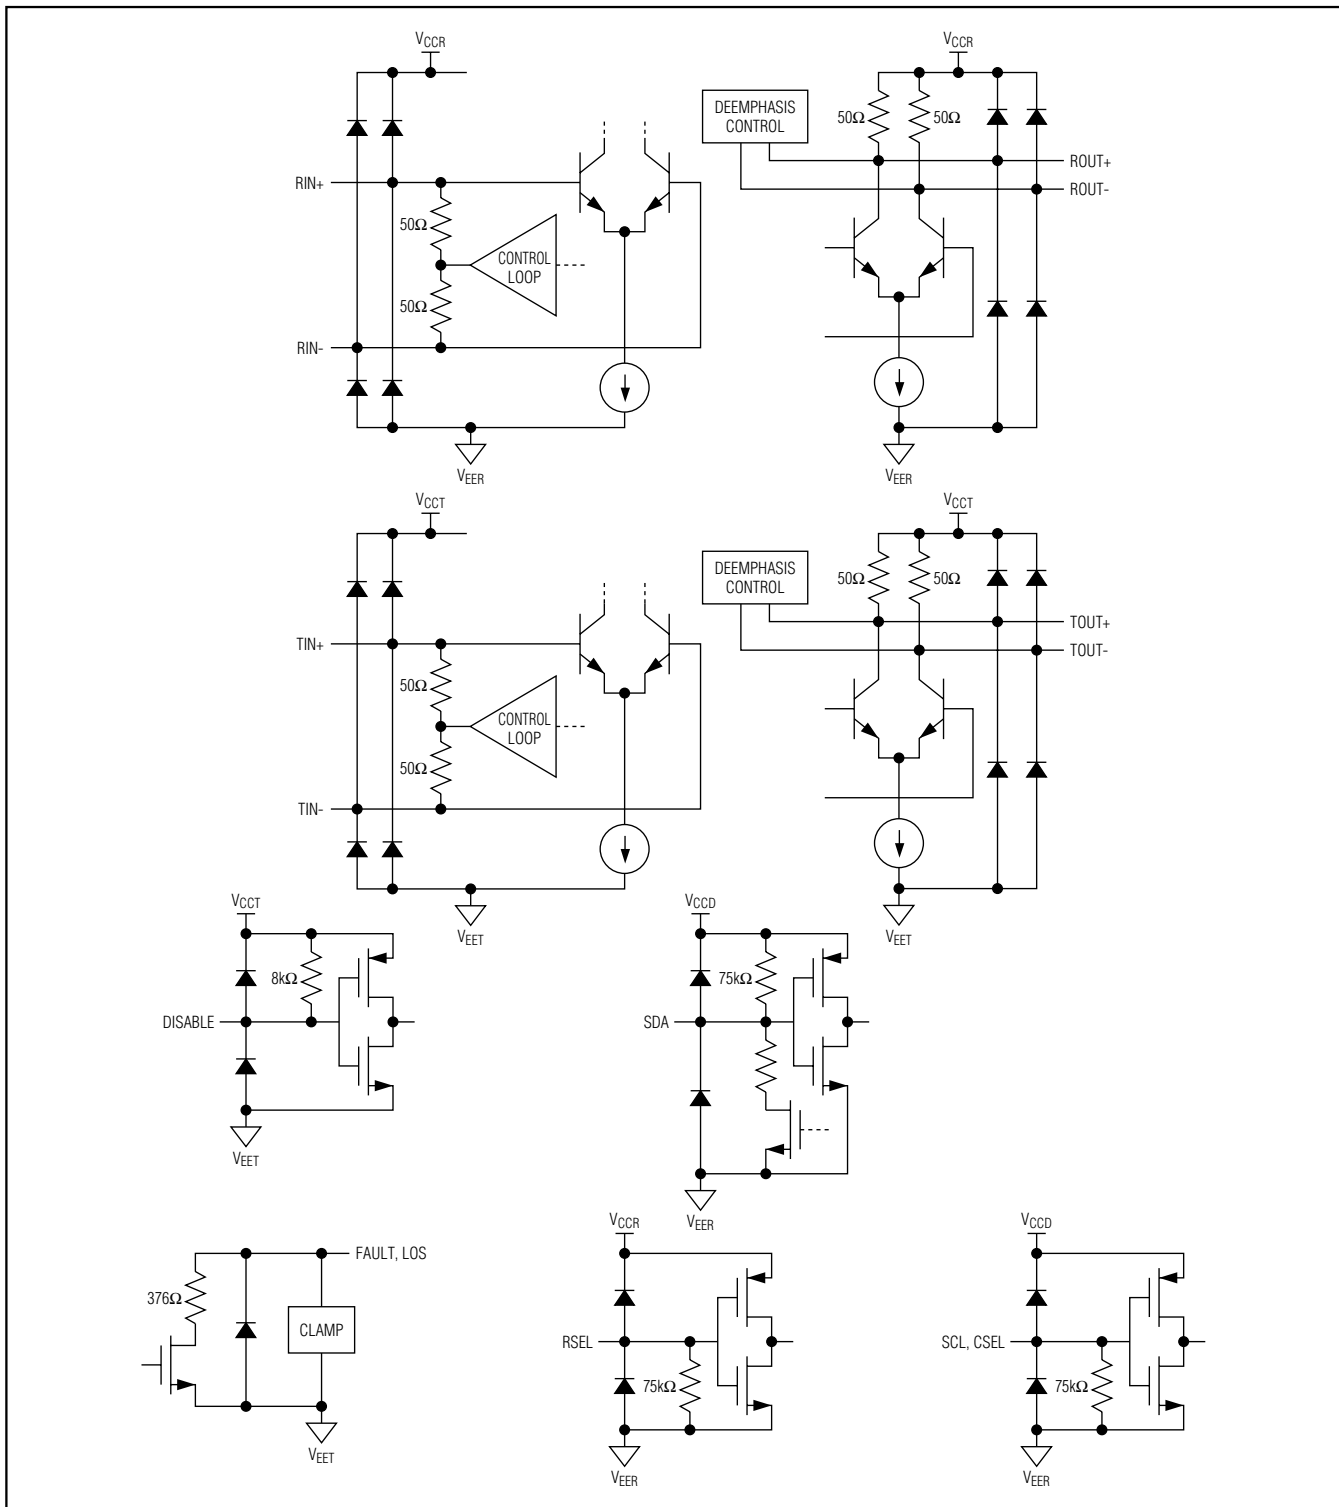 VCCR
VCCR
DEEMPHASIS
CONTROL
50Ω
50Ω
ROUT+
ROUT-
RIN+
50Ω
CONTROL
LOOP
50Ω
RIN-
VEER
VEER
VCCT
VCCT
DEEMPHASIS
CONTROL
50Ω
50Ω
TOUT+
TOUT-
TIN+
50Ω
CONTROL
LOOP
50Ω
TIN-
VEET
VEET
VCCT
8kΩ
DISABLE
VEET
VCCD
75kΩ
SDA
VEER
FAULT, LOS
376Ω
CLAMP
VEET
VCCR
RSEL
75kΩ
VEER
VCCD
SCL, CSEL
75kΩ
VEER